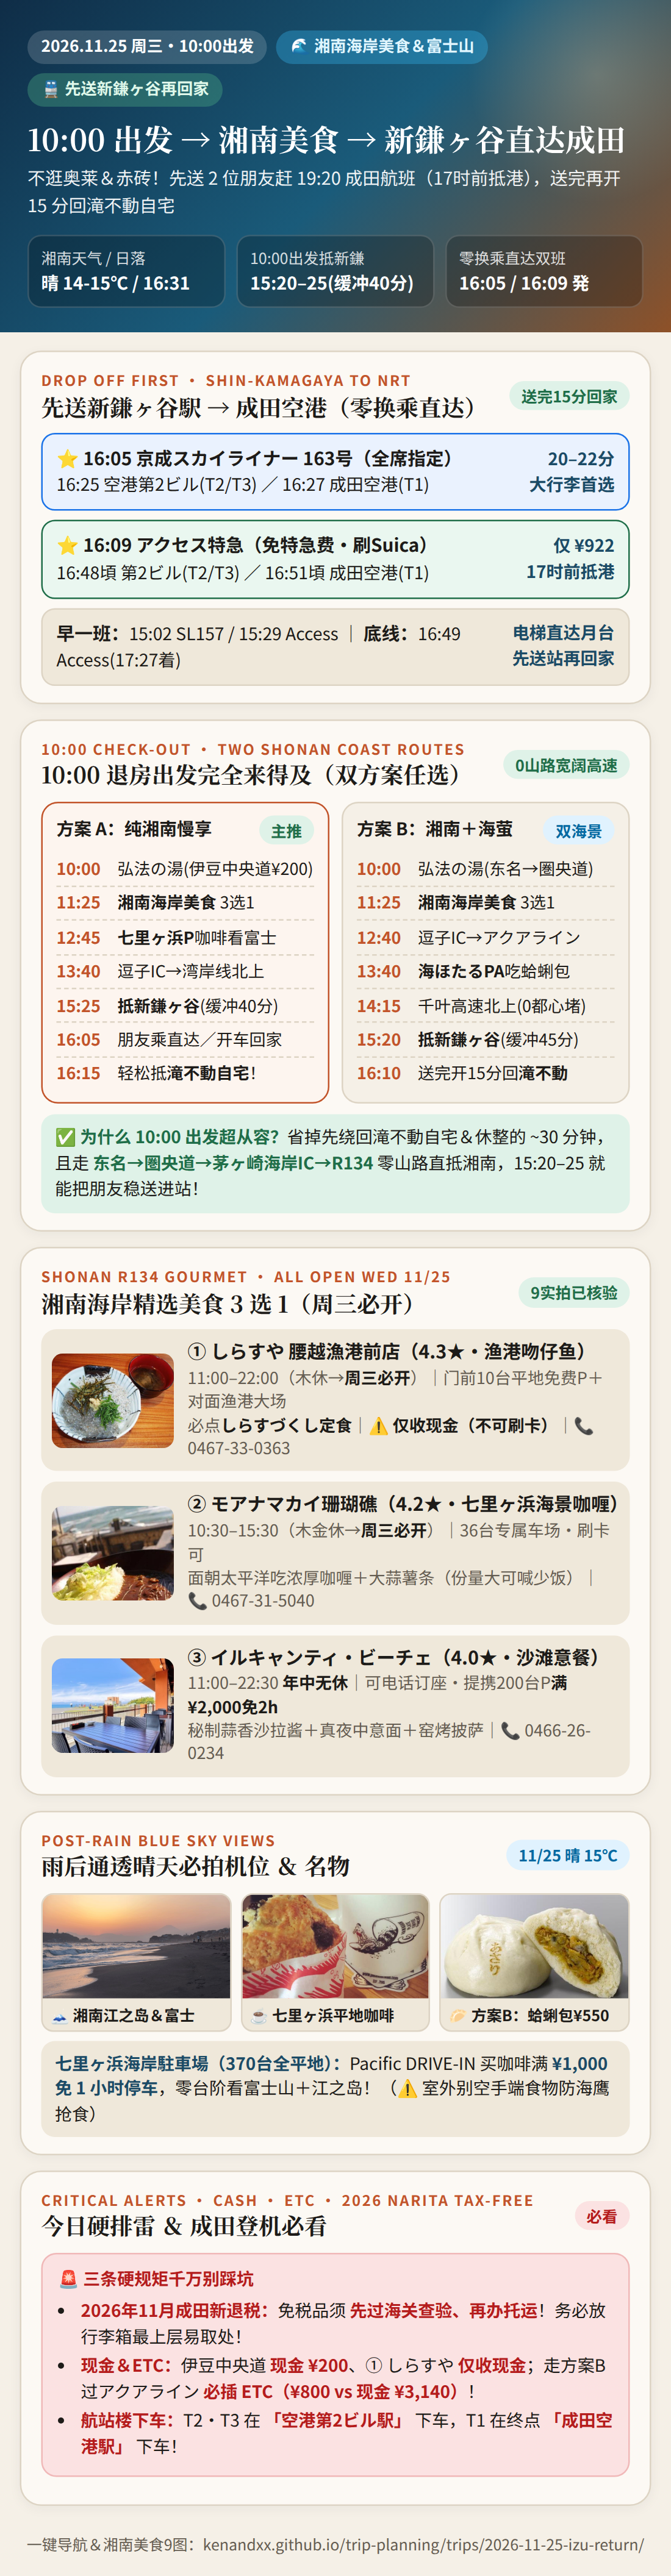 2026.11.25 周三・10:00出发
🌊 湘南海岸美食＆富士山
🚆 先送新鎌ヶ谷再回家
10:00 出发 → 湘南美食 → 新鎌ヶ谷直达成田
不逛奥莱＆赤砖！先送 2 位朋友赶 19:20 成田航班（17时前抵港），送完再开
15 分回滝不動自宅
湘南天气 / 日落
晴 14-15℃ / 16:31
10:00出发抵新鎌
15:20–25(缓冲40分)
零换乘直达双班
16:05 / 16:09 発
DROP OFF FIRST ・ SHIN-KAMAGAYA TO NRT
先送新鎌ヶ谷駅 → 成田空港（零换乘直达）
送完15分回家
⭐ 16:05 京成スカイライナー 163号（全席指定）
20–22分
16:25 空港第2ビル(T2/T3) ／ 16:27 成田空港(T1)
大行李首选
⭐ 16:09 アクセス特急（免特急费・刷Suica）
仅 ¥922
16:48頃 第2ビル(T2/T3) ／ 16:51頃 成田空港(T1)
17时前抵港
早一班：15:02 SL157 / 15:29 Access ｜ 底线：16:49
Access(17:27着)
电梯直达月台
先送站再回家
10:00 CHECK-OUT ・ TWO SHONAN COAST ROUTES
10:00 退房出发完全来得及（双方案任选）
0山路宽阔高速
方案 A：纯湘南慢享
主推
10:00 弘法の湯(伊豆中央道¥200)
11:25 湘南海岸美食 3选1
12:45 七里ヶ浜P咖啡看富士
13:40 逗子IC→湾岸线北上
15:25 抵新鎌ヶ谷(缓冲40分)
16:05 朋友乘直达／开车回家
16:15 轻松抵滝不動自宅！
方案 B：湘南＋海萤
双海景
10:00 弘法の湯(东名→圏央道)
11:25 湘南海岸美食 3选1
12:40 逗子IC→アクアライン
13:40 海ほたるPA吃蛤蜊包
14:15 千叶高速北上(0都心堵)
15:20 抵新鎌ヶ谷(缓冲45分)
16:10 送完开15分回滝不動
✅ 为什么 10:00 出发超从容？省掉先绕回滝不動自宅＆休整的 ~30 分钟，
且走 东名→圏央道→茅ヶ崎海岸IC→R134 零山路直抵湘南，15:20–25 就
能把朋友稳送进站！
SHONAN R134 GOURMET ・ ALL OPEN WED 11/25
湘南海岸精选美食 3 选 1（周三必开）
9实拍已核验
① しらすや 腰越漁港前店（4.3★・渔港吻仔鱼）
11:00–22:00（木休→周三必开）｜门前10台平地免费P＋
对面渔港大场
必点しらすづくし定食｜⚠️ 仅收现金（不可刷卡）｜📞
0467-33-0363
② モアナマカイ珊瑚礁（4.2★・七里ヶ浜海景咖喱）
10:30–15:30（木金休→周三必开）｜36台专属车场・刷卡
可
面朝太平洋吃浓厚咖喱＋大蒜薯条（份量大可喊少饭）｜
📞 0467-31-5040
③ イルキャンティ・ビーチェ（4.0★・沙滩意餐）
11:00–22:30 年中无休｜可电话订座・提携200台P满
¥2,000免2h
秘制蒜香沙拉酱＋真夜中意面＋窑烤披萨｜📞 0466-26-
0234
POST-RAIN BLUE SKY VIEWS
雨后通透晴天必拍机位 ＆ 名物
11/25 晴 15℃
🗻 湘南江之岛＆富士
☕ 七里ヶ浜平地咖啡
🥟 方案B：蛤蜊包¥550
七里ヶ浜海岸駐車場（370台全平地）：Pacific DRIVE-IN 买咖啡满 ¥1,000
免 1 小时停车，零台阶看富士山＋江之岛！（⚠️ 室外别空手端食物防海鹰
抢食）
CRITICAL ALERTS ・ CASH ・ ETC ・ 2026 NARITA TAX-FREE
今日硬排雷 ＆ 成田登机必看
必看
🚨 三条硬规矩千万别踩坑
• 2026年11月成田新退税：免税品须 先过海关查验、再办托运！务必放
行李箱最上层易取处！
• 现金＆ETC：伊豆中央道 现金 ¥200、① しらすや 仅收现金；走方案B
过アクアライン 必插 ETC（¥800 vs 现金 ¥3,140）！
• 航站楼下车：T2・T3 在 「空港第2ビル駅」 下车，T1 在终点 「成田空
港駅」 下车！
一键导航＆湘南美食9图：kenandxx.github.io/trip-planning/trips/2026-11-25-izu-return/